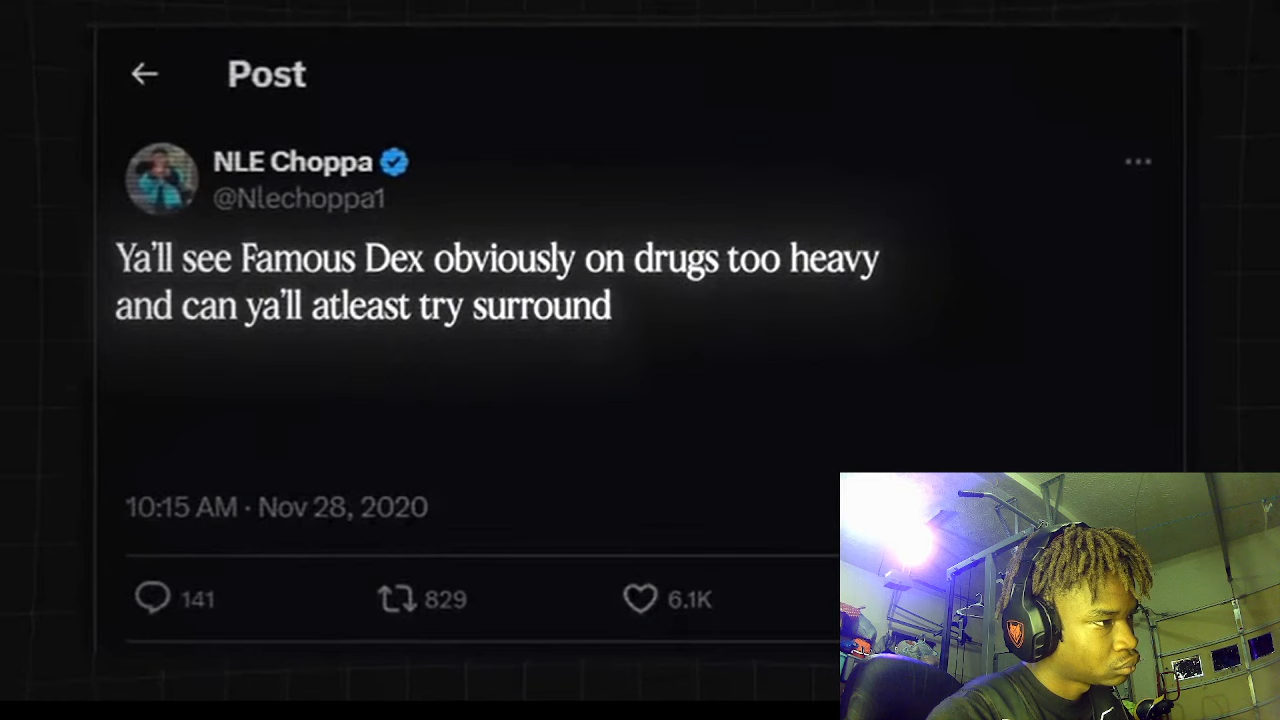 Post
NLE Choppa
@Nlechoppa1
Ya'll see Famous Dex obviously on drugs too heavy
and can ya'll atleast try surround
10:15 AM · Nov 28, 2020
141 829 6.1K